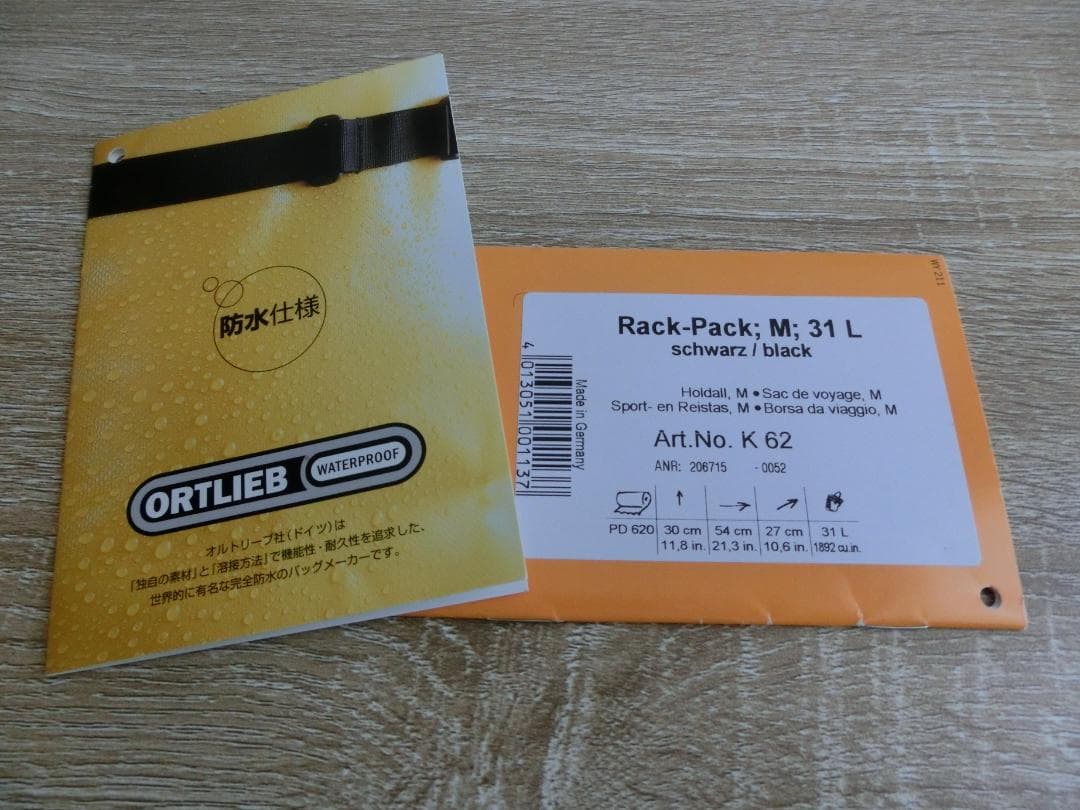 防水仕様
ORTLIEB WATERPROOF
オルトリーブ社(ドイツ)は
「独自の素材」と「溶接方法」で機能性・耐久性を追求した、
世界的に有名な完全防水のバッグメーカーです。
WY 211
Rack-Pack; M; 31 L
schwarz / black
Holdall, M • Sac de voyage, M
Sport- en Reistas, M • Borsa da viaggio, M
Art.No. K 62
ANR: 206715 -0052
PD 620 30 cm 54 cm 27 cm 31 L
11,8 in. 21,3 in. 10,6 in. 1892 cu.in.
Made in Germany
4 013051 001137